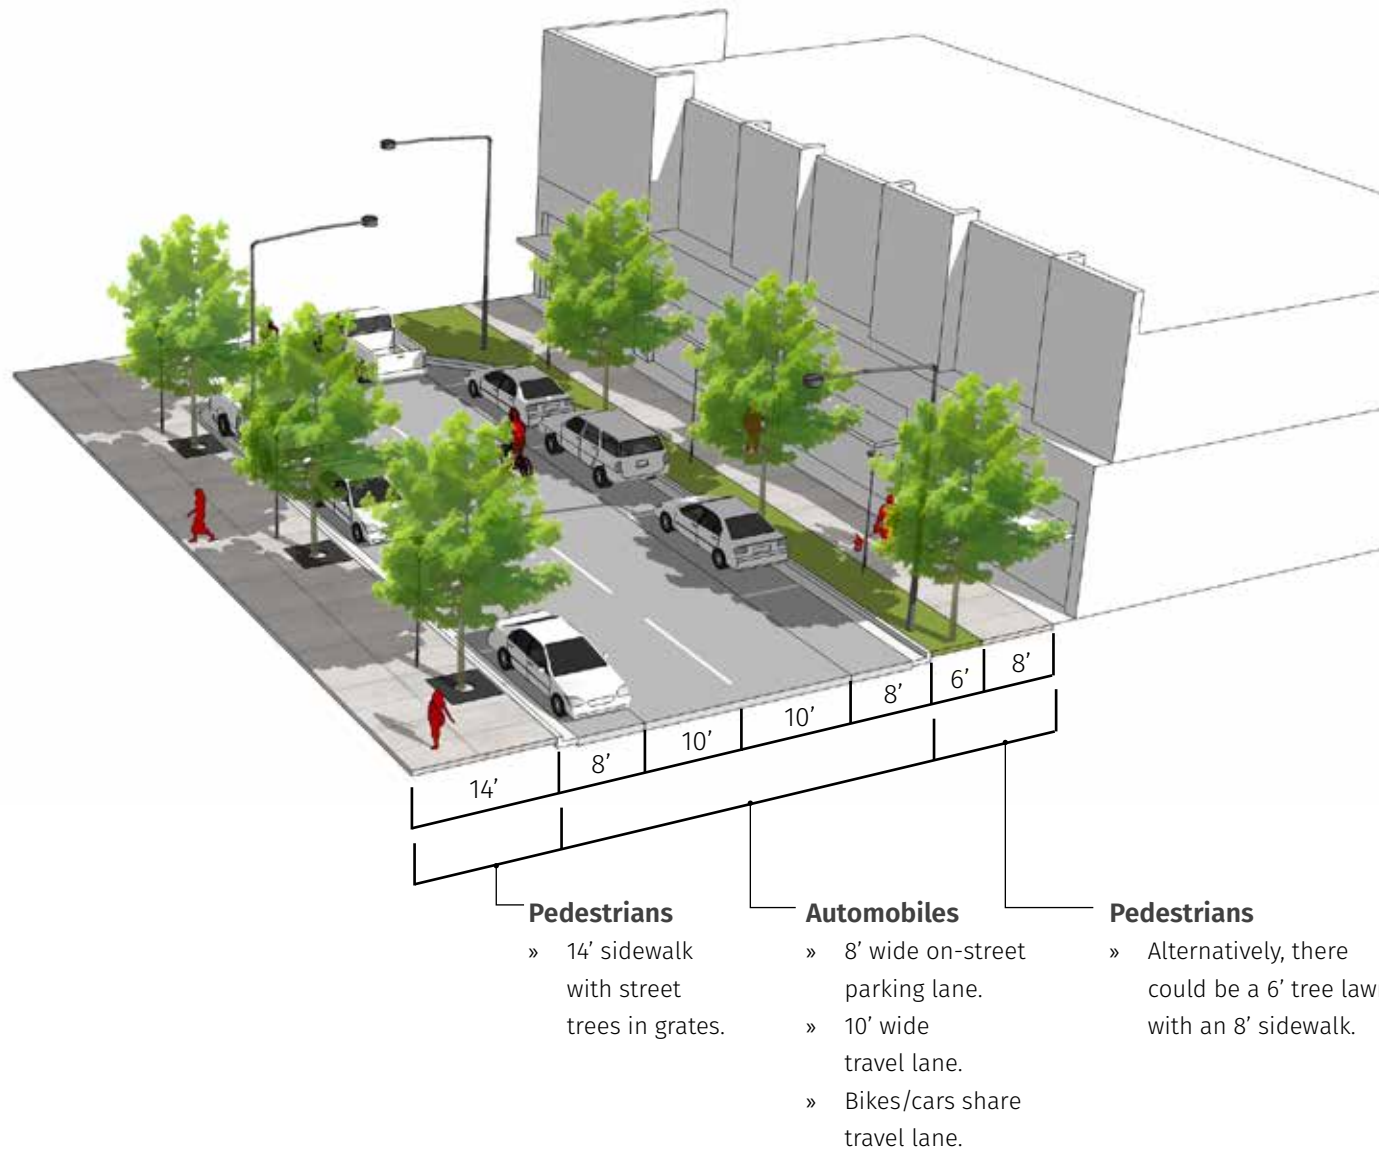 14’
8’
10’
10’
8’
6’
8’
Pedestrians
» 14’ sidewalk
with street
trees in grates.
Automobiles
» 8’ wide on-street
parking lane.
» 10’ wide
travel lane.
» Bikes/cars share
travel lane.
Pedestrians
» Alternatively, there
could be a 6’ tree law
with an 8’ sidewalk.